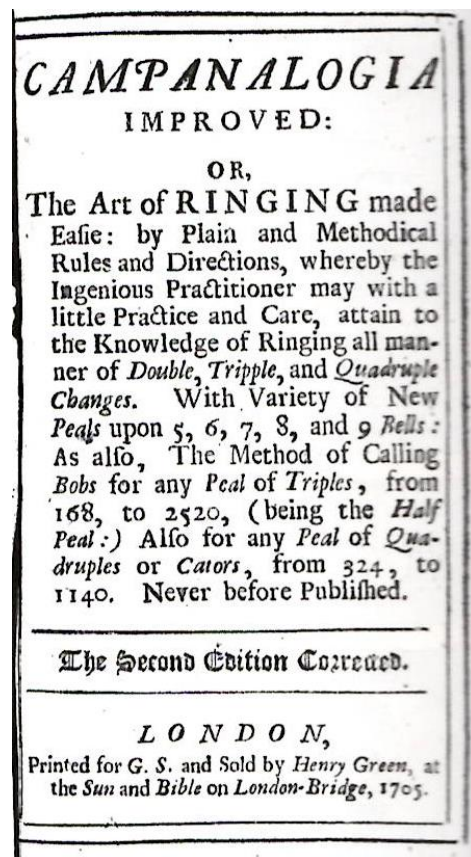 CAMPANALOGIA
IMPROVED:
OR,
The Art of RINGING made
Eaſie: by Plain and Methodical
Rules and Directions, whereby the
Ingenious Practitioner may with a
little Practice and Care, attain to
the Knowledge of Ringing all man-
ner of Double, Tripple, and Quadruple
Changes. With Variety of New
Peals upon 5, 6, 7, 8, and 9 Bells:
As alſo, The Method of Calling
Bobs for any Peal of Triples, from
168, to 2520, (being the Half
Peal:) Alſo for any Peal of Qua-
druples or Cators, from 324, to
1140. Never before Publiſhed.
The Second Edition Corrected.
LONDON,
Printed for G. S. and Sold by Henry Green, at
the Sun and Bible on London-Bridge, 1705.